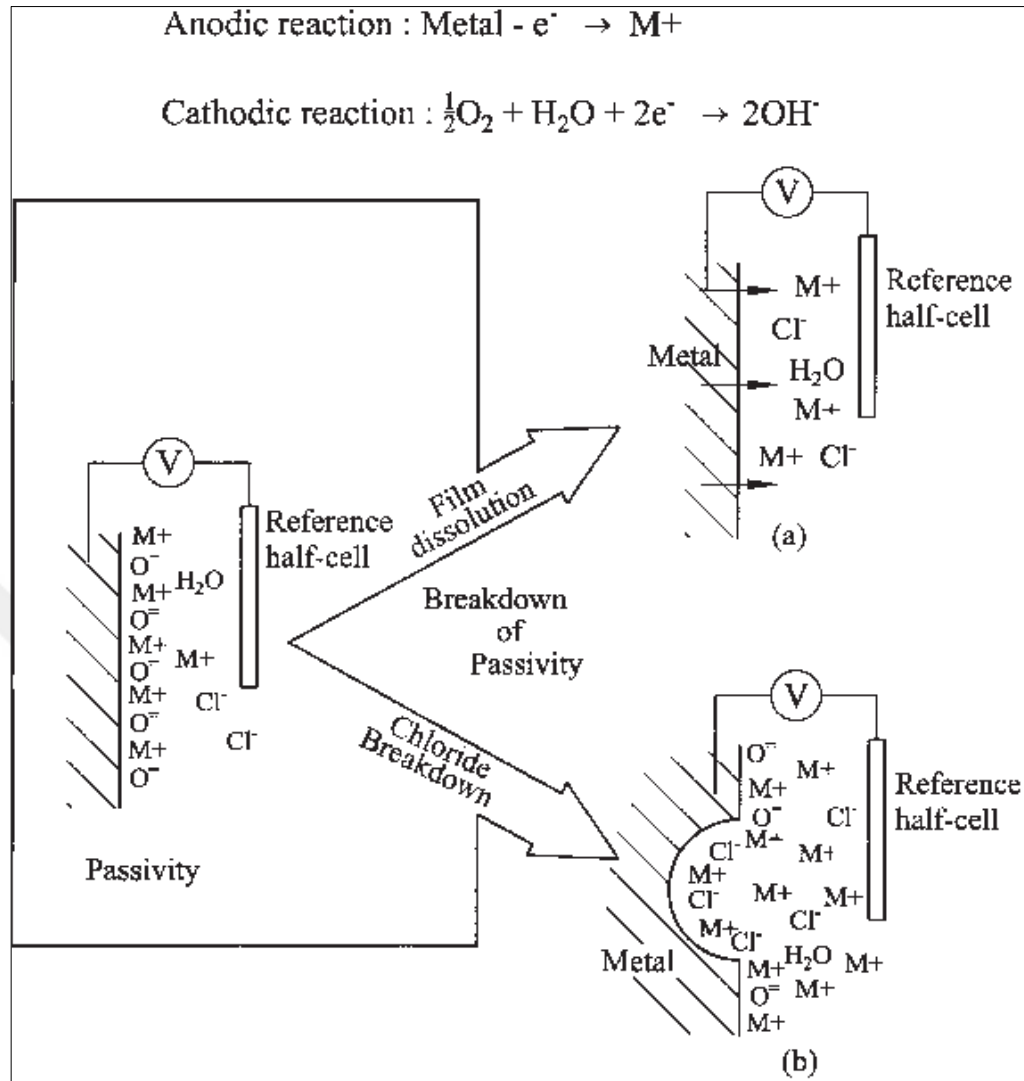 Anodic reaction : Metal - e⁻ → M+
Cathodic reaction : ½O₂ + H₂O + 2e⁻ → 2OH⁻
V
Reference
half-cell
M+
O⁻
M+
O⁼
M+
O⁻
M+
O⁼
M+
O⁻
H₂O
M+
Cl⁻
Cl⁻
Passivity
Film
dissolution
Breakdown
of
Passivity
Chloride
Breakdown
V
Reference
half-cell
Metal
M+
Cl⁻
H₂O
M+
M+ Cl⁻
(a)
V
Reference
half-cell
O⁼
M+
M+
O⁻
Cl⁻
M+
Cl⁻
M+
M+
Cl⁻
M+
M+
Cl⁻
M+
Cl⁻
Metal
M+
H₂O
M+
O⁼
M+
M+
(b)